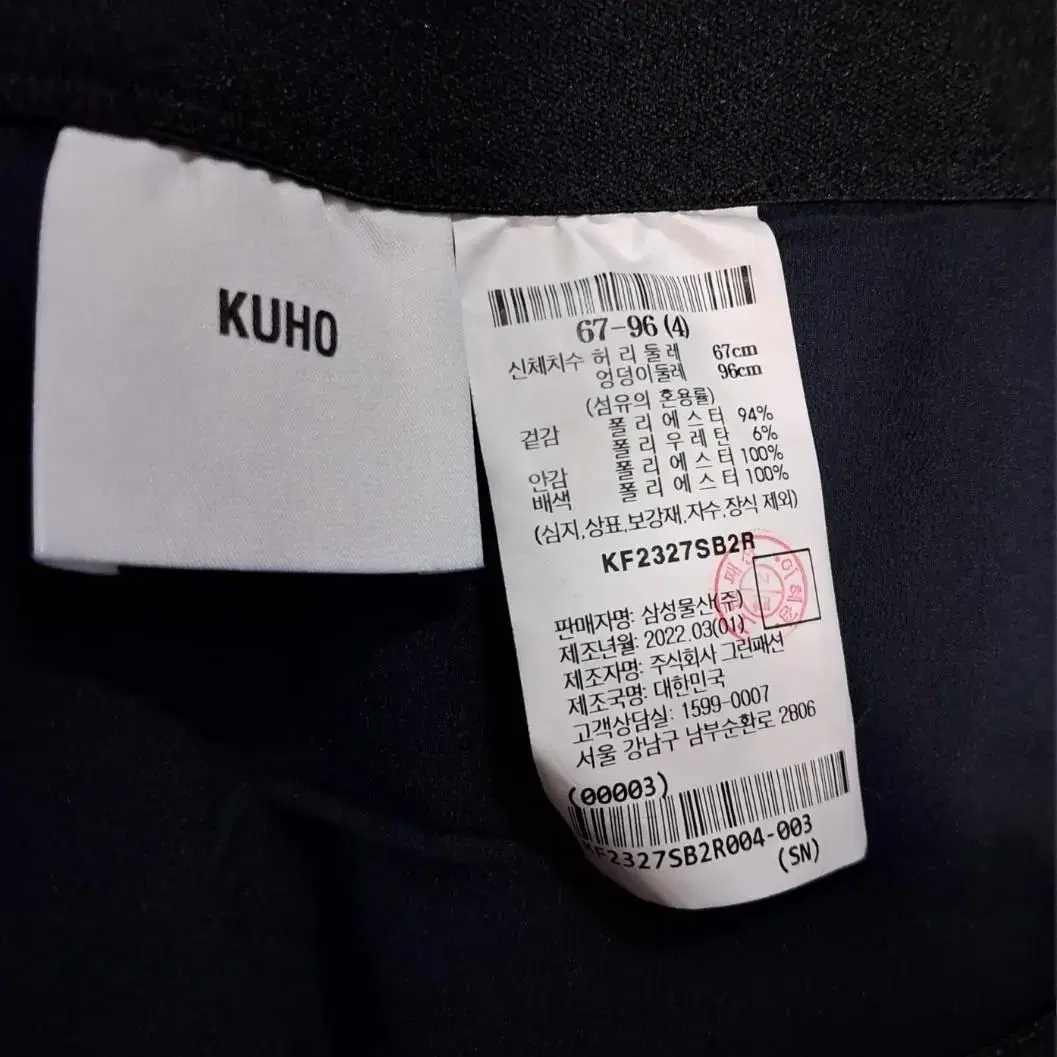 KUHO
67-96 (4)
신체치수 허리둘레 67cm
엉덩이둘레 96cm
(섬유의 혼용률)
겉감 폴리에스터 94%
폴리우레탄 6%
안감 폴리에스터 100%
배색 폴리에스터 100%
(심지,상표,보강재,자수,장식 제외)
KF2327SB2R
판매자명: 삼성물산(주)
제조년월: 2022.03(01)
제조자명: 주식회사 그린패션
제조국명: 대한민국
고객상담실: 1599-0007
서울 강남구 남부순환로 2806
(00003)
KF2327SB2R004-003
(SN)